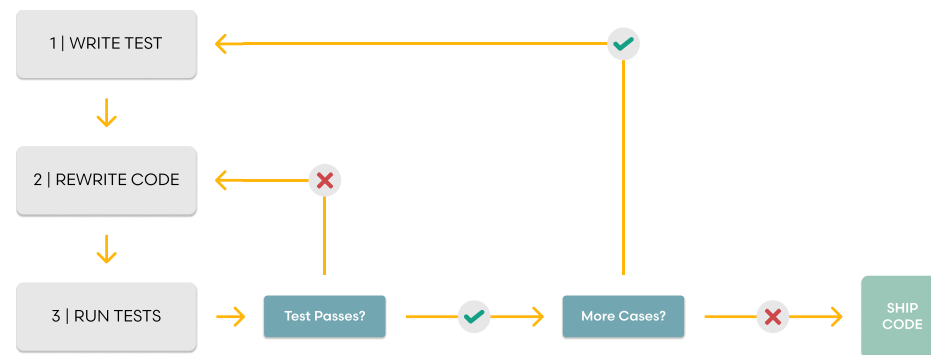 1 | WRITE TEST
2 | REWRITE CODE
3 | RUN TESTS
Test Passes?
More Cases?
SHIP
CODE